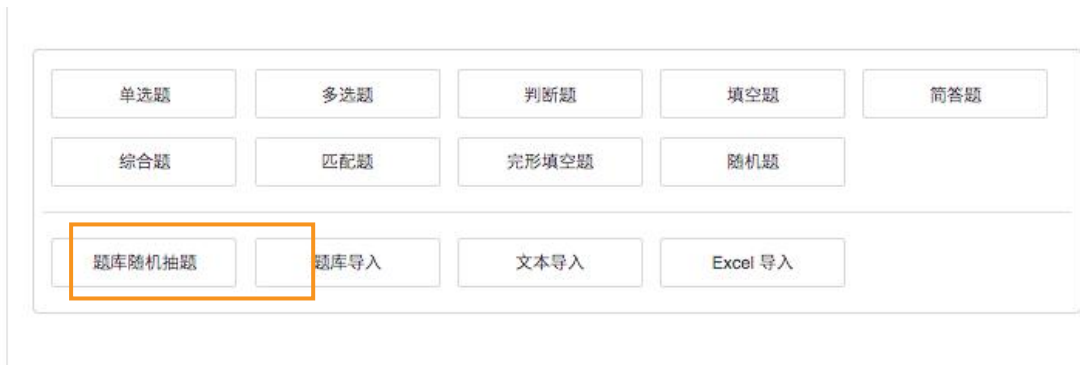 单选题 多选题 判断题 填空题 简答题
综合题 匹配题 完形填空题 随机题
题库随机抽题 题库导入 文本导入 Excel 导入